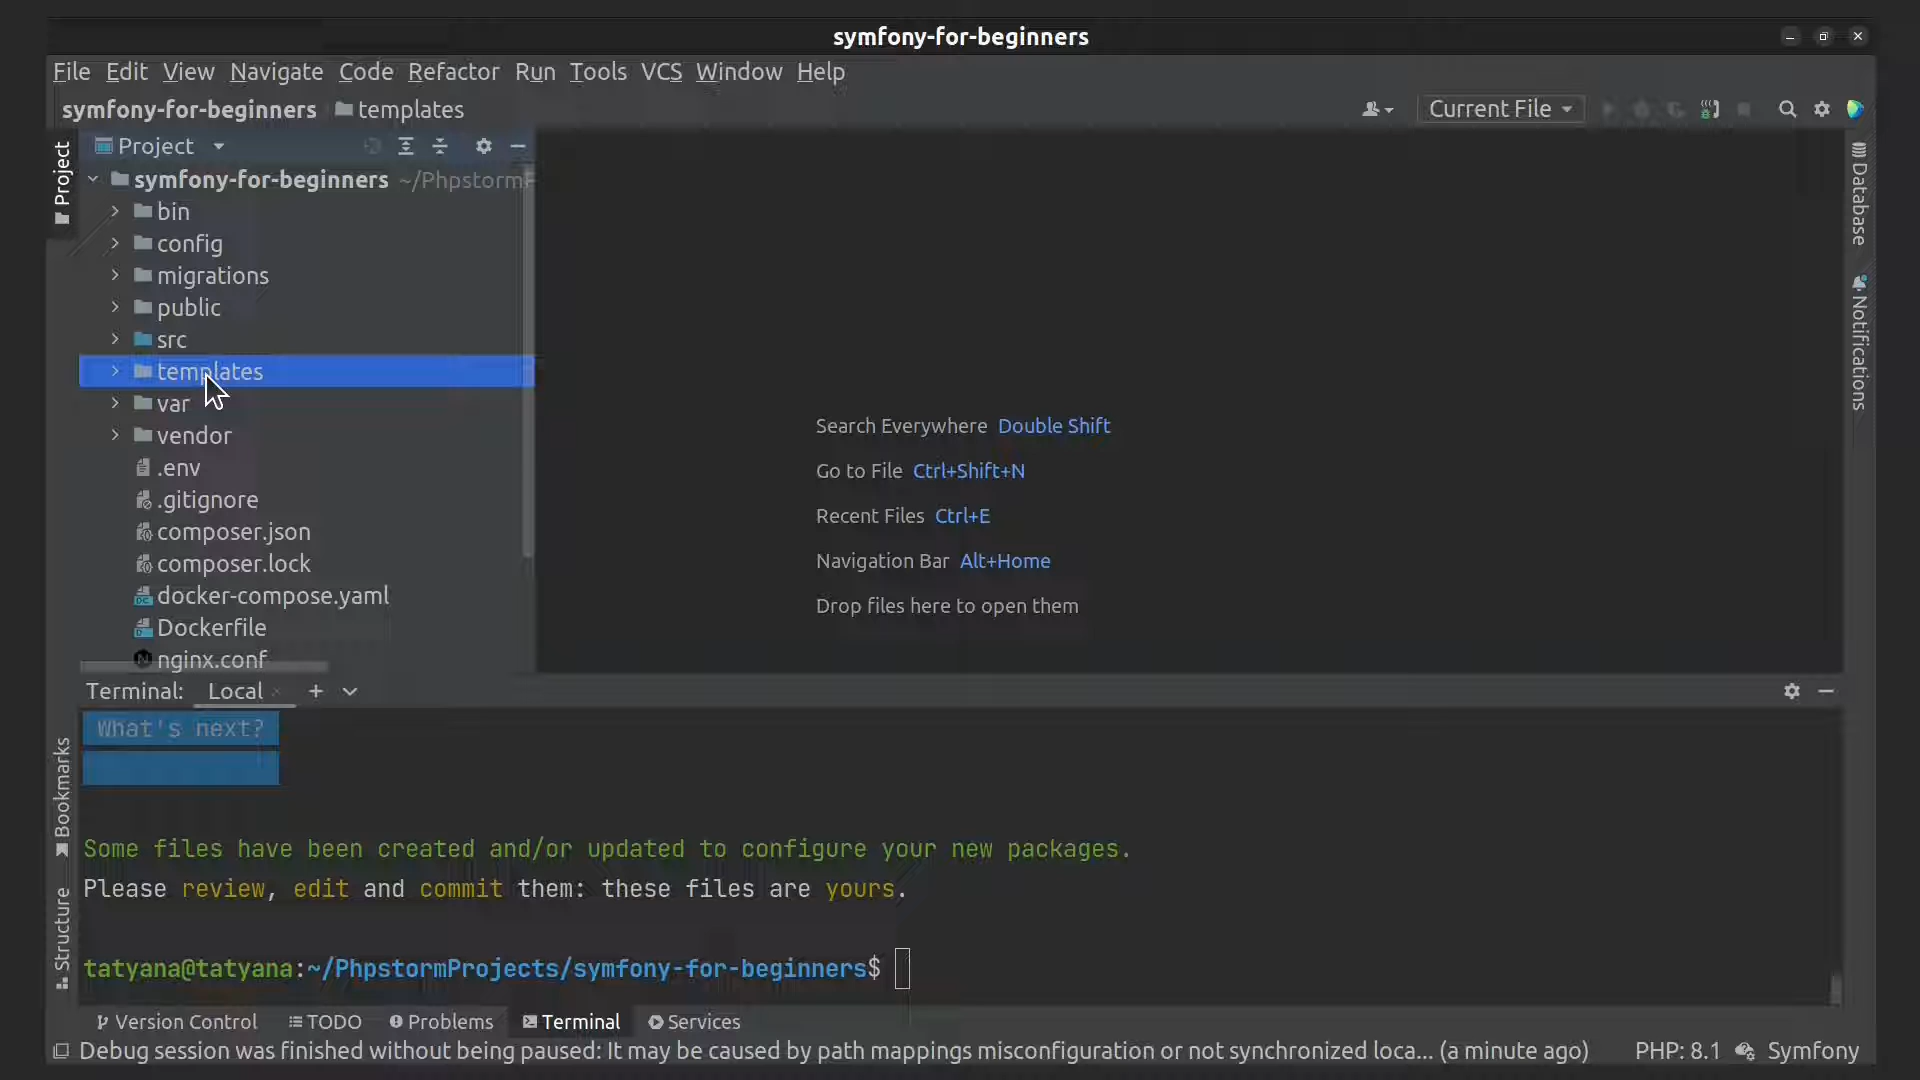 symfony-for-beginners
File Edit View Navigate Code Refactor Run Tools VCS Window Help
symfony-for-beginners templates
Current File
Project
Project
symfony-for-beginners ~/Phpstorm
bin
config
migrations
public
src
templates
var
vendor
.env
.gitignore
composer.json
composer.lock
docker-compose.yaml
Dockerfile
nginx.conf
Search Everywhere Double Shift
Go to File Ctrl+Shift+N
Recent Files Ctrl+E
Navigation Bar Alt+Home
Drop files here to open them
Database
Notifications
Terminal: Local
What's next?
Some files have been created and/or updated to configure your new packages.
Please review, edit and commit them: these files are yours.
tatyana@tatyana:~/PhpstormProjects/symfony-for-beginners$
Bookmarks
Structure
Version Control TODO Problems Terminal Services
Debug session was finished without being paused: It may be caused by path mappings misconfiguration or not synchronized loca... (a minute ago) PHP: 8.1 Symfony